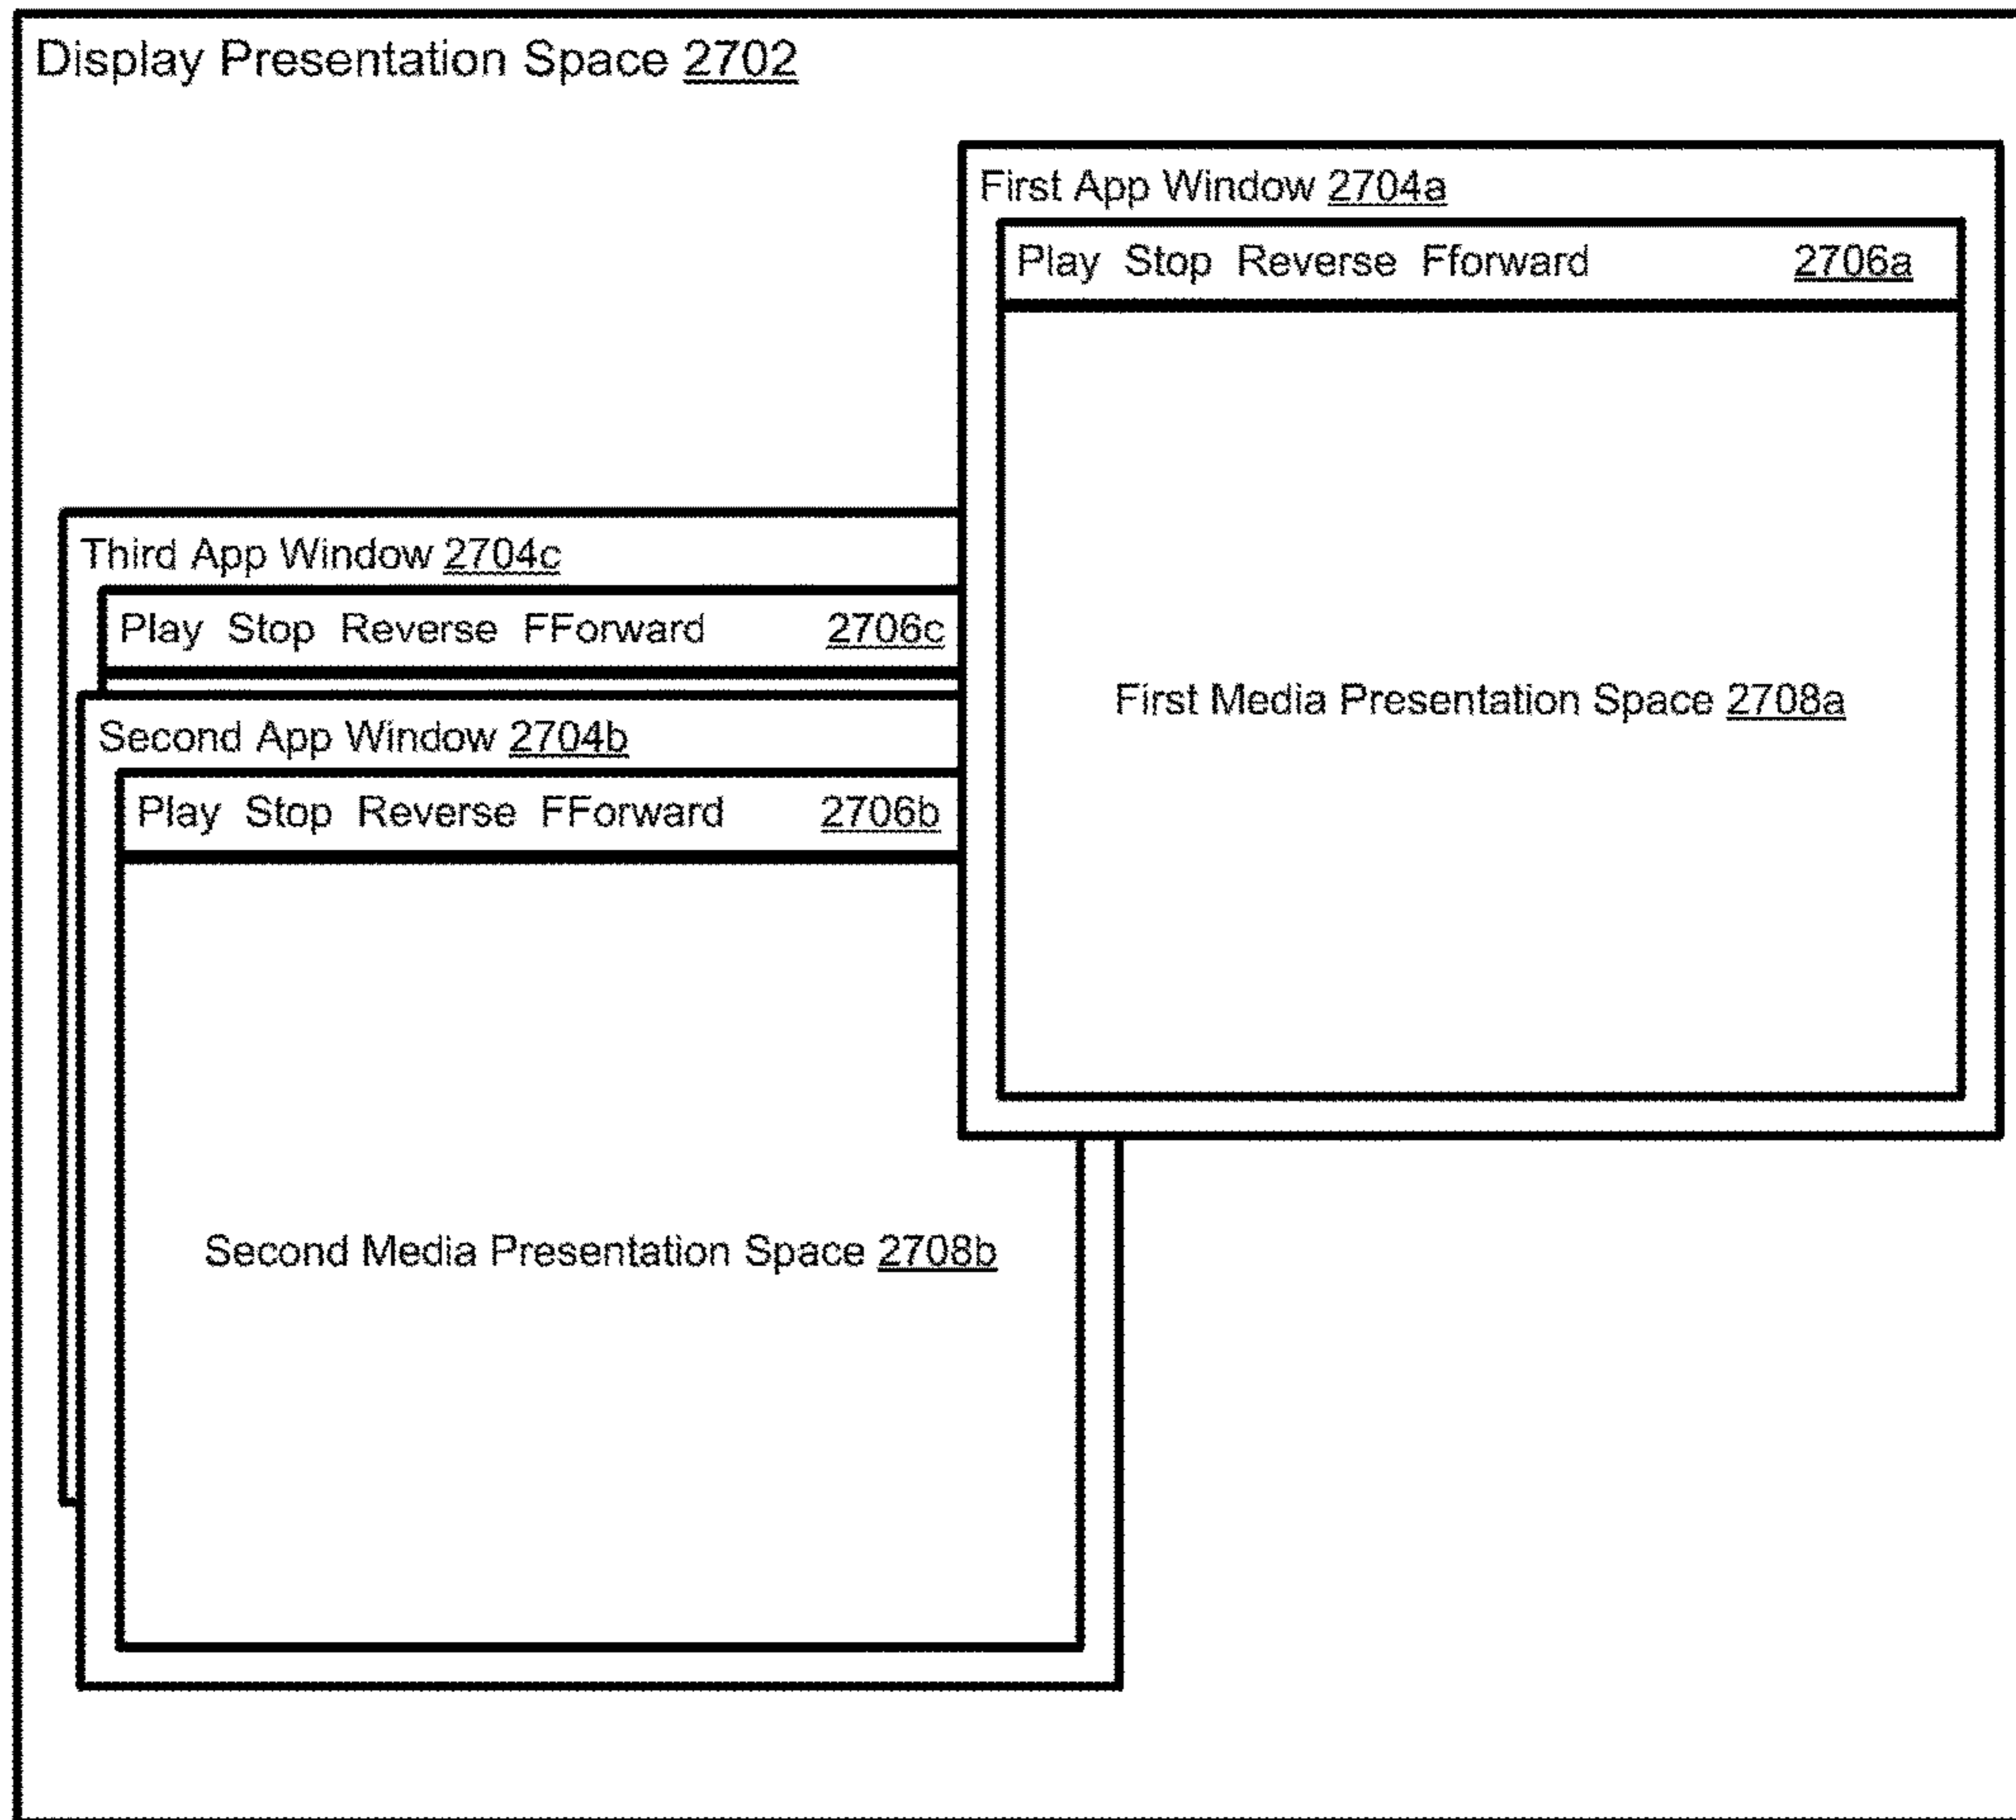 Display Presentation Space 2702
First App Window 2704a
Play Stop Reverse Fforward 2706a
First Media Presentation Space 2708a
Third App Window 2704c
Play Stop Reverse FForward 2706c
Second App Window 2704b
Play Stop Reverse FForward 2706b
Second Media Presentation Space 2708b